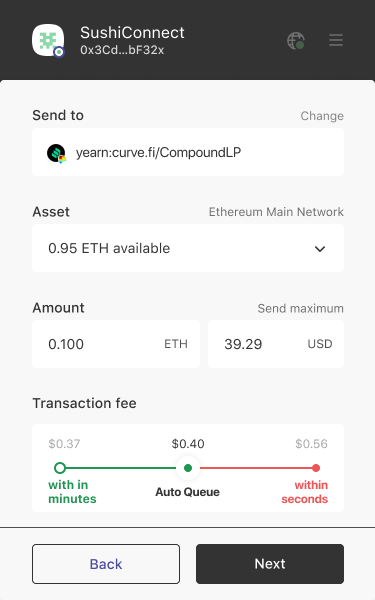 SushiConnect
0x3Cd...bF32x
Send to
Change
yearn:curve.fi/CompoundLP
Asset
Ethereum Main Network
0.95 ETH available
Amount
Send maximum
0.100
ETH
39.29
USD
Transaction fee
$0.37
$0.40
$0.56
with in
minutes
Auto Queue
within
seconds
Back
Next